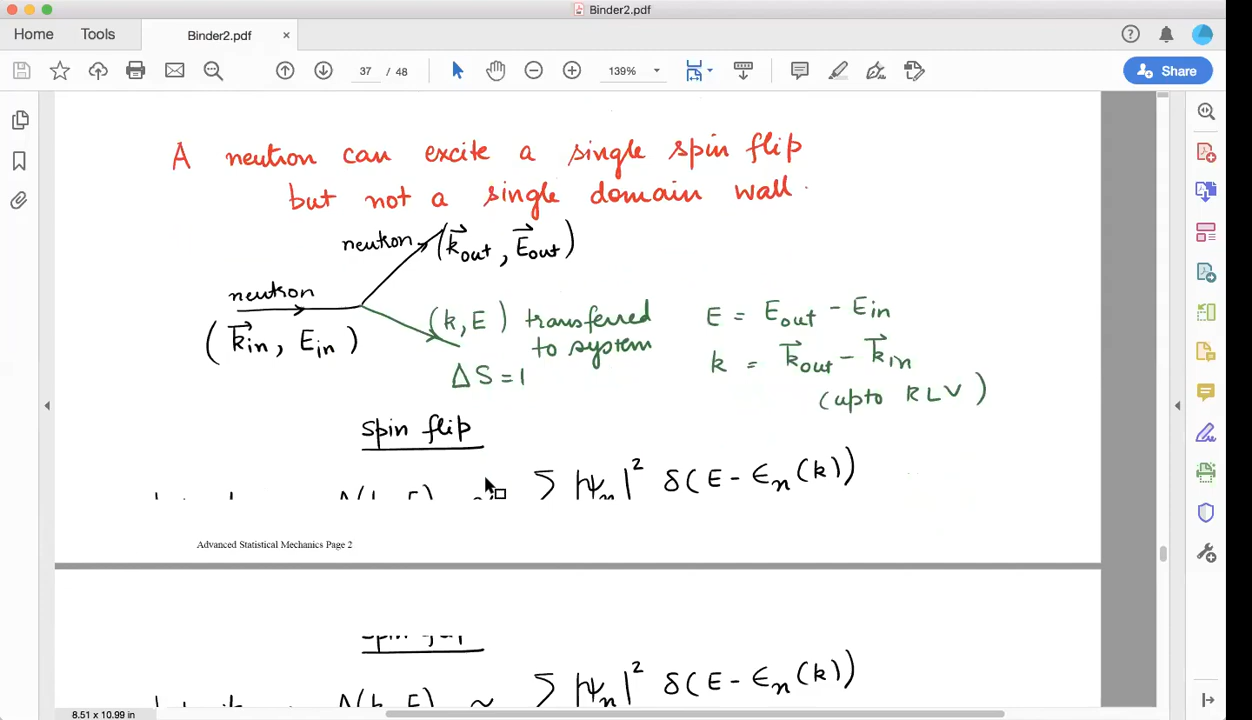 Binder2.pdf
Home Tools Binder2.pdf ×
37 / 48 139% Share
A neutron can excite a single spin flip
but not a single domain wall.
neutron (k⃗out, E⃗out)
neutron
(k⃗in, Ein)
(k, E) transferred
to system
ΔS = 1
E = Eout - Ein
k = k⃗out - k⃗in
(upto RLV)
Spin flip
∑ |ψn|² δ(E - ϵn(k))
Advanced Statistical Mechanics Page 2
A(k, E) ~ ∑ |ψn|² δ(E - ϵn(k))
8.51 x 10.99 in